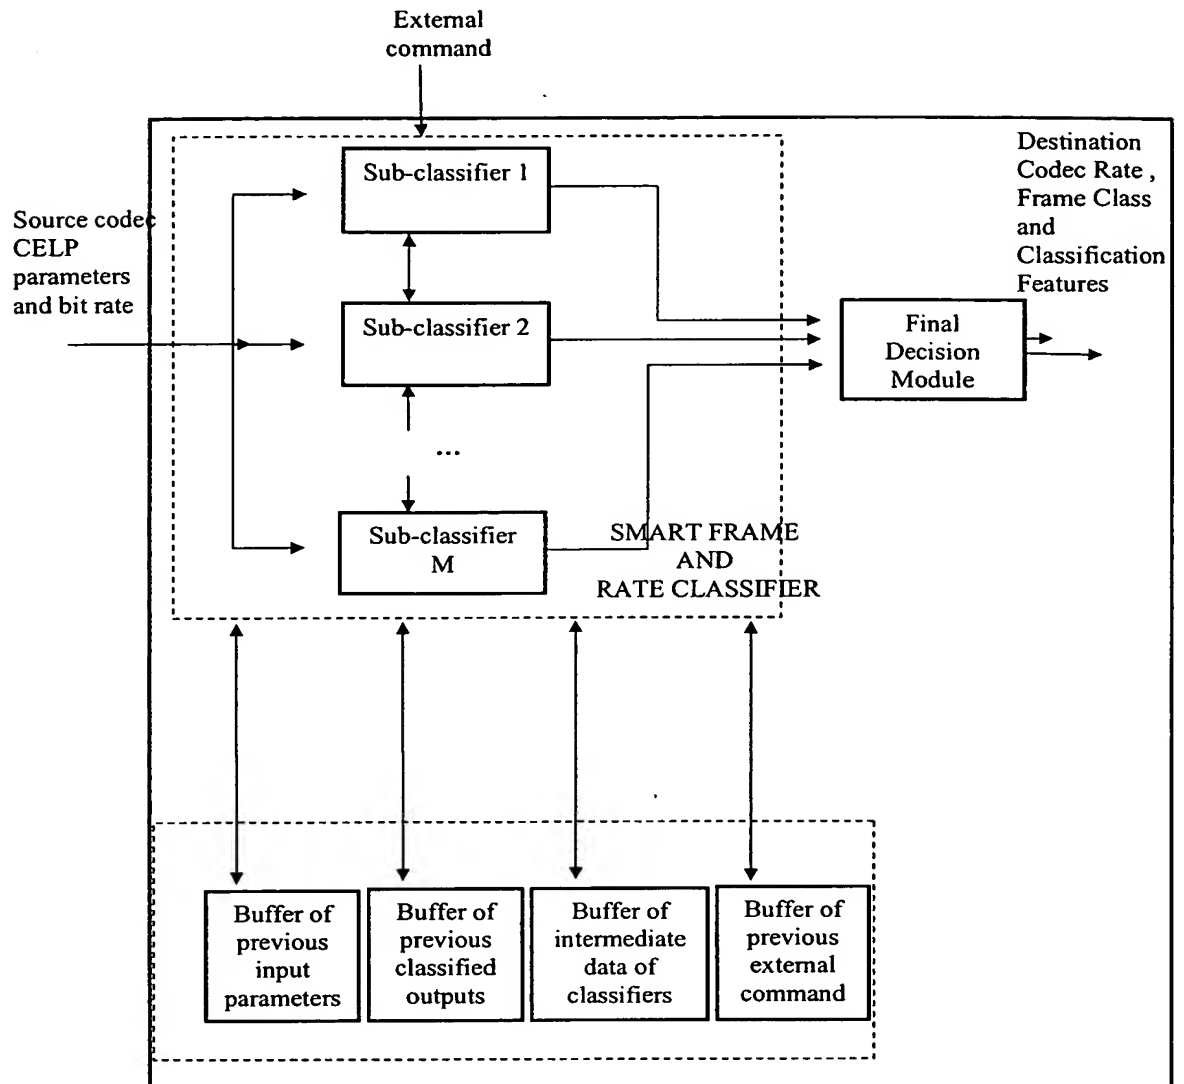 External
command
Sub-classifier 1
Destination
Codec Rate ,
Frame Class
and
Classification
Features
Source codec
CELP
parameters
and bit rate
Sub-classifier 2
Final
Decision
Module
...
Sub-classifier
M
SMART FRAME
AND
RATE CLASSIFIER
Buffer of
previous
input
parameters
Buffer of
previous
classified
outputs
Buffer of
intermediate
data of
classifiers
Buffer of
previous
external
command